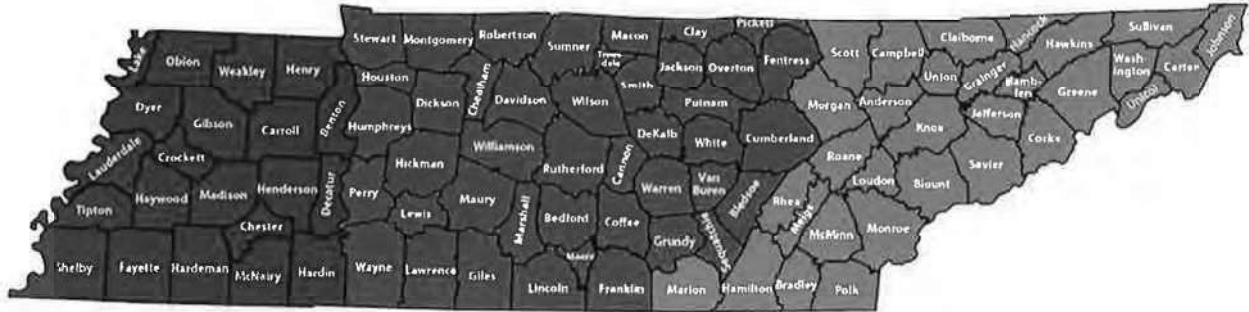 Lake
Obion
Weakley
Henry
Stewart
Montgomery
Robertson
Sumner
Macon
Trousdale
Clay
Pickett
Scott
Campbell
Claiborne
Hancock
Hawkins
Sullivan
Johnson
Houston
Cheatham
Smith
Jackson
Overton
Fentress
Union
Grainger
Hamblen
Washington
Carter
Unicoi
Dyer
Gibson
Carroll
Benton
Humphreys
Dickson
Davidson
Wilson
Putnam
Morgan
Anderson
Knox
Jefferson
Greene
Cocke
Lauderdale
Crockett
Williamson
Rutherford
Cannon
DeKalb
White
Cumberland
Roane
Loudon
Blount
Sevier
Tipton
Haywood
Madison
Henderson
Decatur
Perry
Hickman
Lewis
Maury
Marshall
Bedford
Coffee
Warren
Van
Buren
Bledsoe
Rhea
Meigs
McMinn
Monroe
Chester
Moore
Grundy
Sequatchie
Shelby
Fayette
Hardeman
McNairy
Hardin
Wayne
Lawrence
Giles
Lincoln
Franklin
Marion
Hamilton
Bradley
Polk